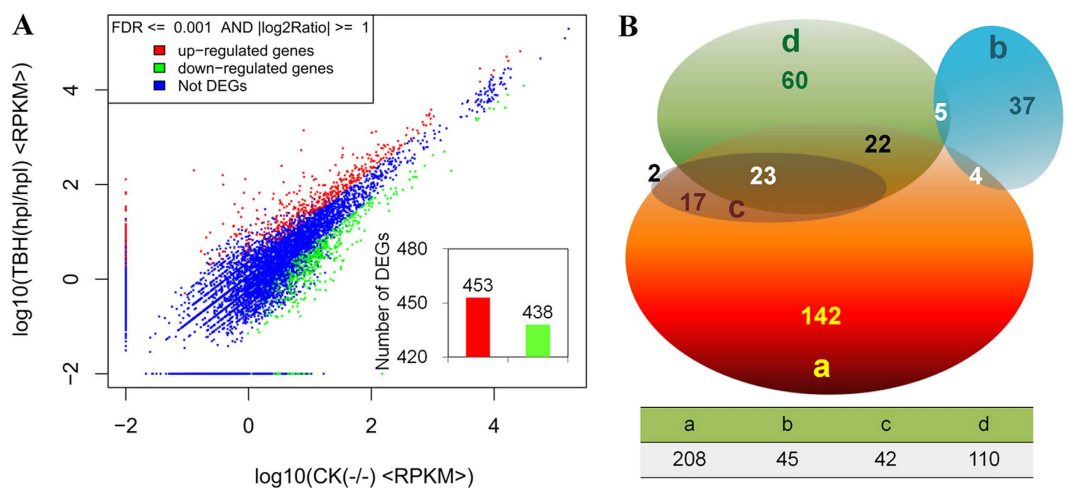 A
FDR <= 0.001 AND |log2Ratio| >= 1
up-regulated genes
down-regulated genes
Not DEGs
log10(TBH(hpl/hpl) <RPKM>)
4
2
0
−2
−2
0
2
4
log10(CK(-/-) <RPKM>)
Number of DEGs
480
450
420
453
438
B
d
60
b
37
5
22
4
2
23
17
c
142
a
a b c d
208 45 42 110